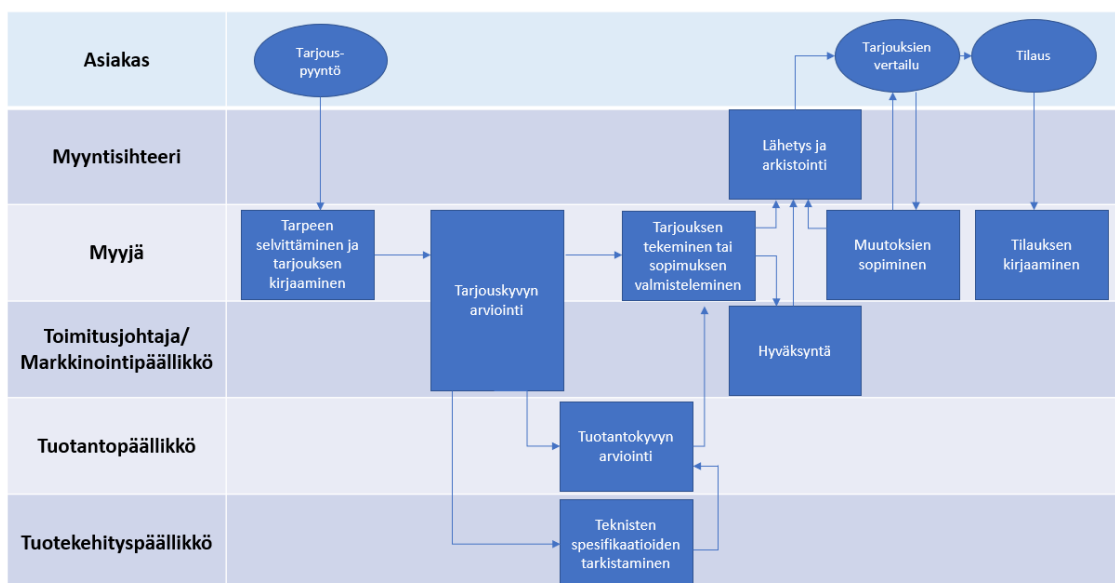 Asiakas
Tarjous-
pyyntö
Tarjouksien
vertailu
Tilaus
Myyntisihteeri
Lähetys ja
arkistointi
Myyjä
Tarpeen
selvittäminen ja
tarjouksen
kirjaaminen
Tarjouskyvyn
arviointi
Tarjouksen
tekeminen tai
sopimuksen
valmisteleminen
Muutoksien
sopiminen
Tilauksen
kirjaaminen
Toimitusjohtaja/
Markkinointipäällikkö
Hyväksyntä
Tuotantopäällikkö
Tuotantokyvyn
arviointi
Tuotekehityspäällikkö
Teknisten
spesifikaatioiden
tarkistaminen